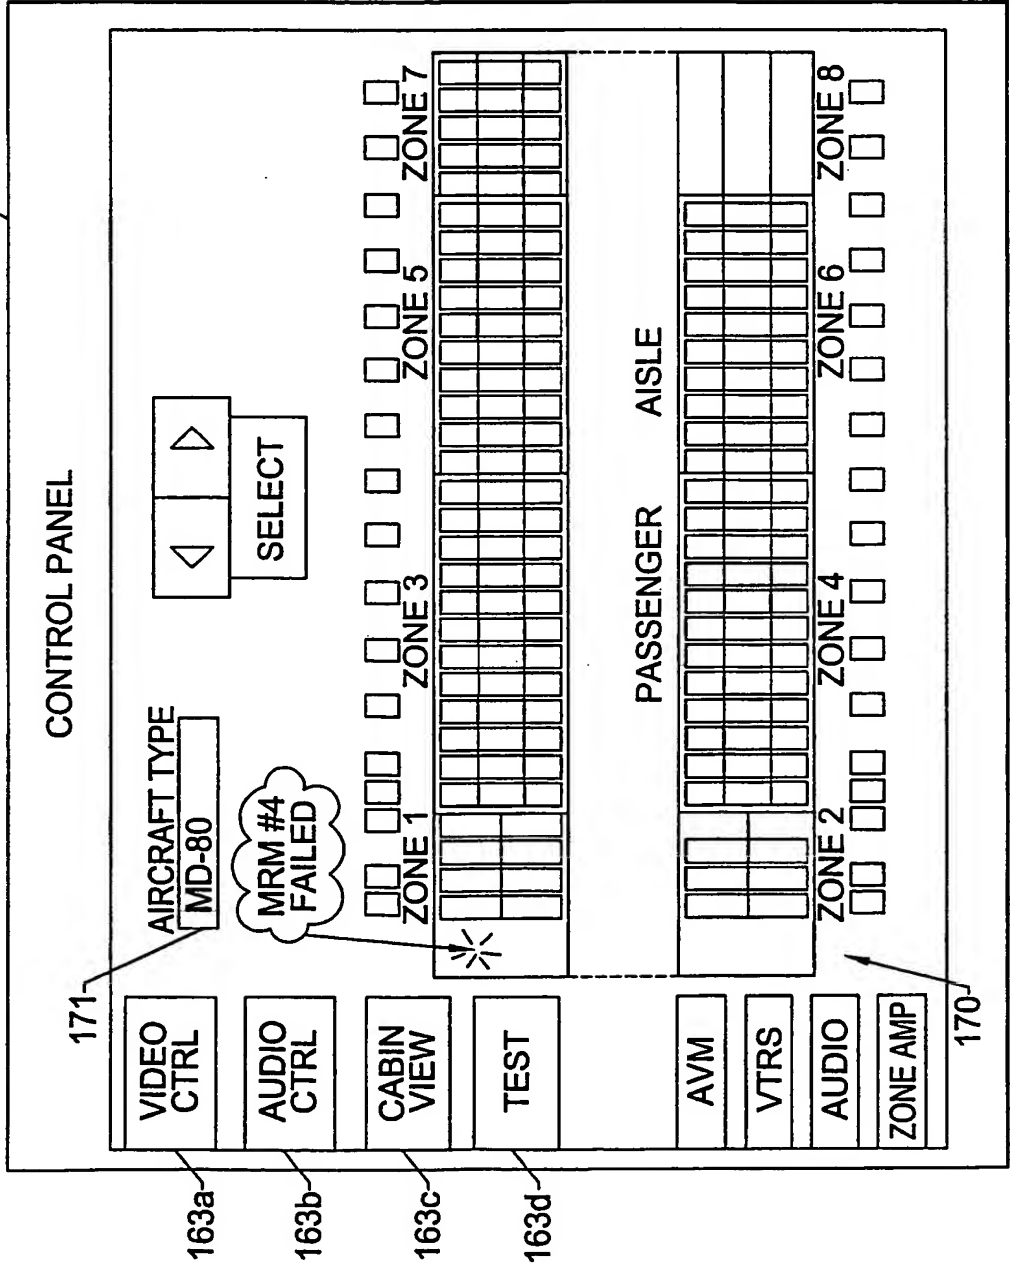 CONTROL PANEL
163a
VIDEO
CTRL
163b
AUDIO
CTRL
163c
CABIN
VIEW
163d
TEST
AVM
VTRS
AUDIO
ZONE AMP
171
AIRCRAFT TYPE
MD-80
MRM #4
FAILED
SELECT
ZONE 1
ZONE 3
ZONE 5
ZONE 7
PASSENGER AISLE
ZONE 2
ZONE 4
ZONE 6
ZONE 8
170